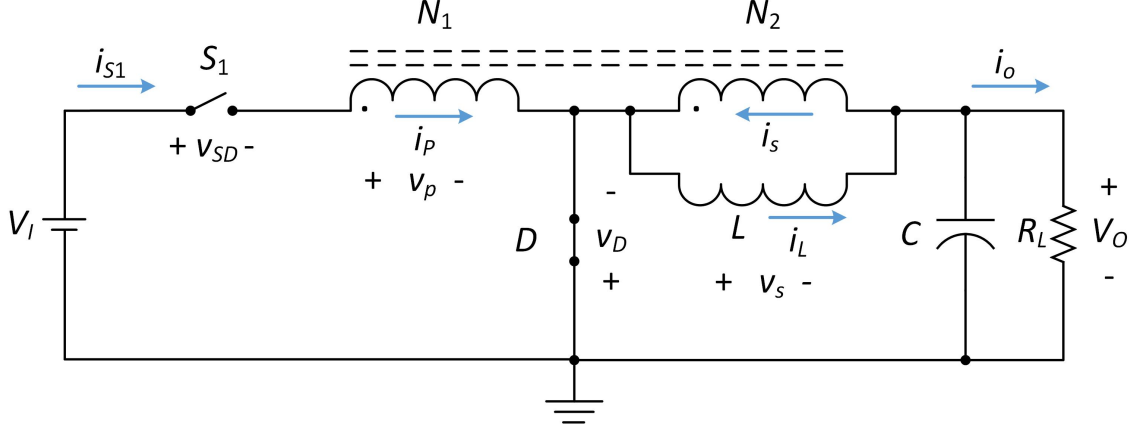 N1 N2
iS1 S1 io
+ vSD -
iP is
+ vp - - +
VI D vD L iL C RL VO
+ + vs - -